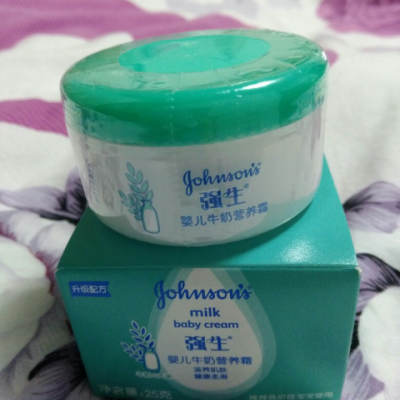 Johnson's
强生®
婴儿牛奶营养霜
升级配方
Johnson's®
milk
baby cream
强生®
婴儿牛奶营养霜
滋养肌肤
净含量：25克